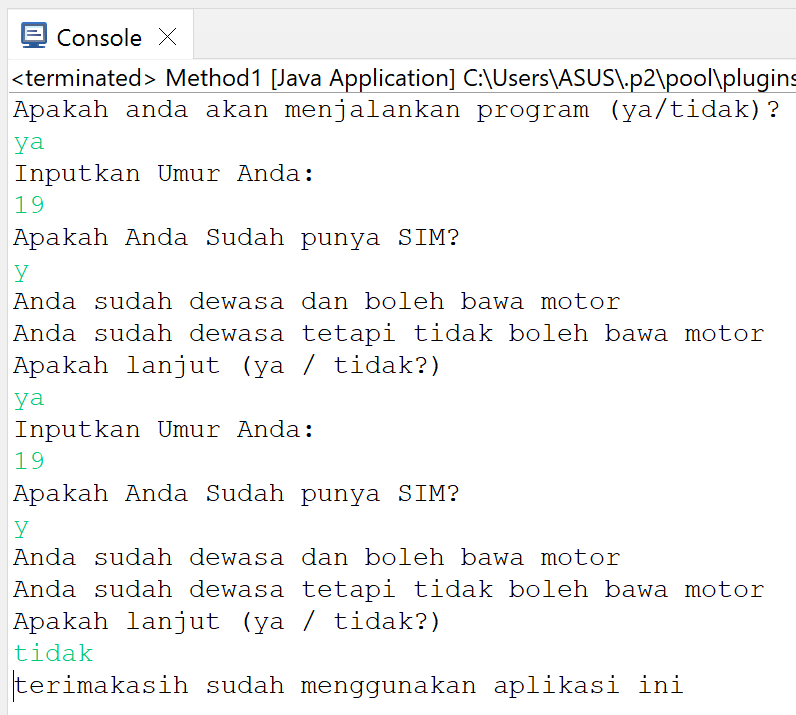 Console
<terminated> Method1 [Java Application] C:\Users\ASUS\.p2\pool\plugins
Apakah anda akan menjalankan program (ya/tidak)?
ya
Inputkan Umur Anda:
19
Apakah Anda Sudah punya SIM?
y
Anda sudah dewasa dan boleh bawa motor
Anda sudah dewasa tetapi tidak boleh bawa motor
Apakah lanjut (ya / tidak?)
ya
Inputkan Umur Anda:
19
Apakah Anda Sudah punya SIM?
y
Anda sudah dewasa dan boleh bawa motor
Anda sudah dewasa tetapi tidak boleh bawa motor
Apakah lanjut (ya / tidak?)
tidak
terimakasih sudah menggunakan aplikasi ini